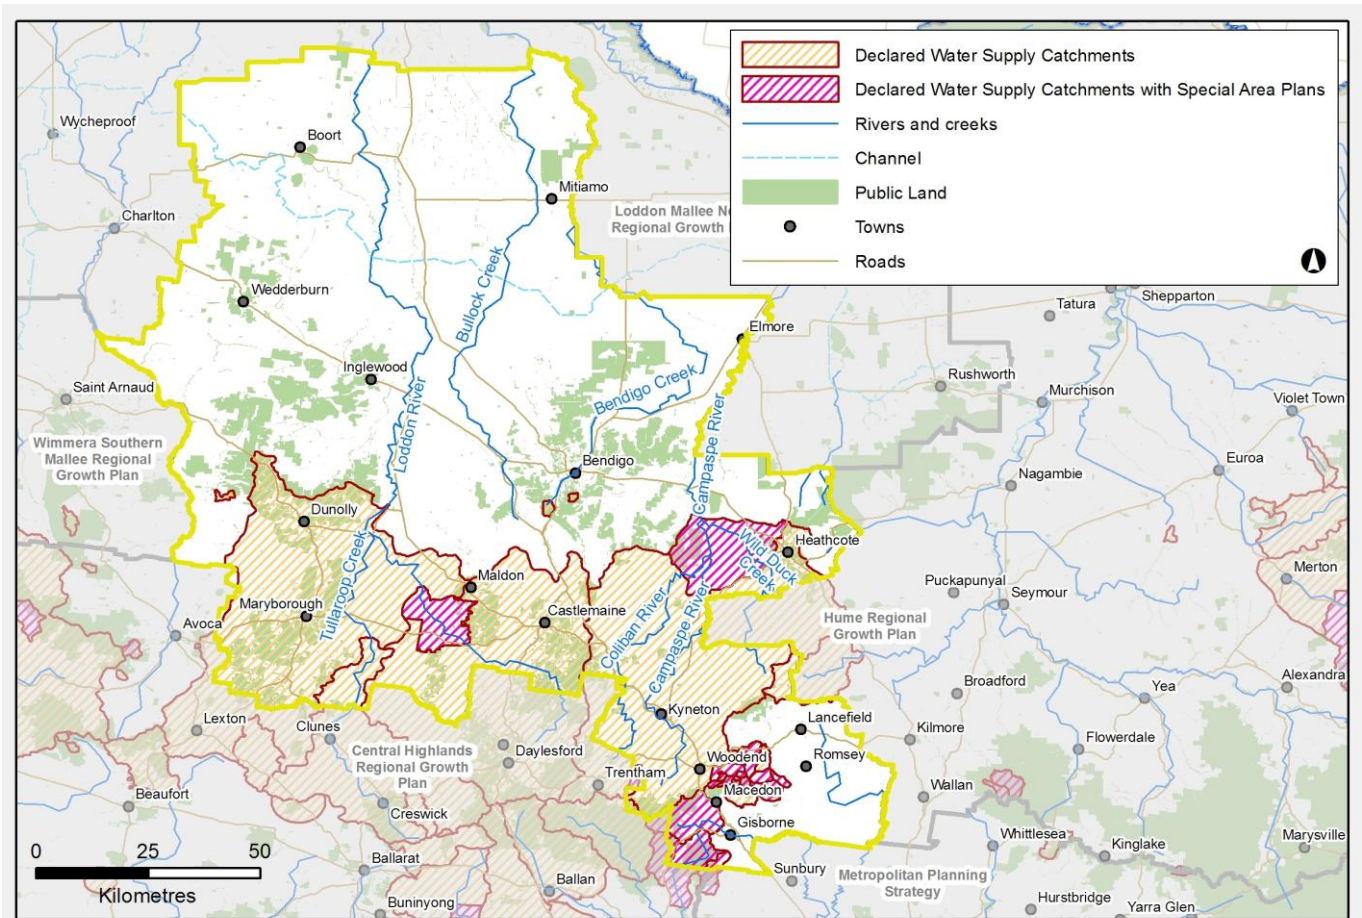 Declared Water Supply Catchments
Declared Water Supply Catchments with Special Area Plans
Rivers and creeks
Channel
Public Land
Towns
Roads
Wycheproof
Boort
Mitiamo
Charlton
Loddon Mallee No
Regional Growth
Bullock Creek
Wedderburn
Shepparton
Tatura
Elmore
Inglewood
Saint Arnaud
Rushworth
Murchison
Violet Town
Bendigo Creek
Loddon River
Campaspe River
Wimmera Southern
Mallee Regional
Growth Plan
Bendigo
Euroa
Nagambie
Dunolly
Heathcote
Wild Duck
Creek
Tullaroop Creek
Maldon
Puckapunyal
Seymour
Merton
Maryborough
Castlemaine
Coliban River
Campaspe River
Avoca
Hume Regional
Growth Plan
Alexandra
Broadford
Yea
Lexton
Clunes
Kyneton
Lancefield
Kilmore
Flowerdale
Central Highlands
Regional Growth
Plan
Daylesford
Woodend
Romsey
Trentham
Wallan
Beaufort
Macedon
Creswick
Gisborne
Whittlesea
Kinglake
Marysville
0 25 50
Kilometres
Ballarat
Ballan
Sunbury
Metropolitan Planning
Strategy
Buninyong
Hurstbridge
Yarra Glen